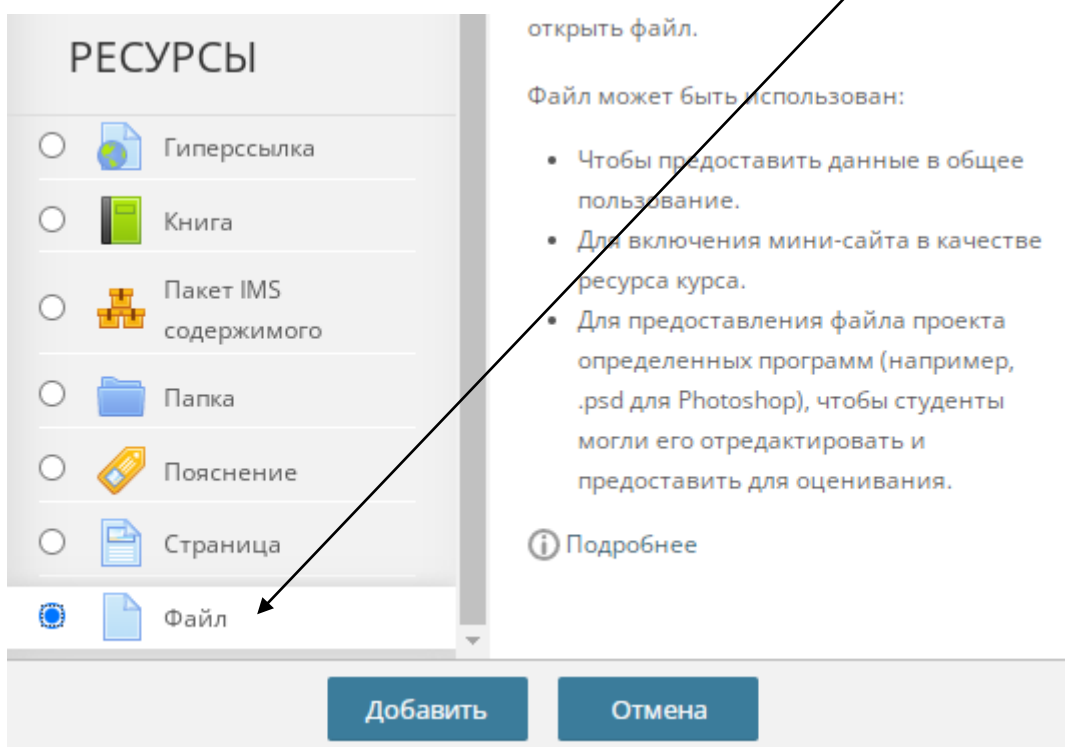 РЕСУРСЫ
Гиперссылка
Книга
Пакет IMS
содержимого
Папка
Пояснение
Страница
Файл
открыть файл.
Файл может быть использован:
• Чтобы предоставить данные в общее
пользование.
• Для включения мини-сайта в качестве
ресурса курса.
• Для предоставления файла проекта
определенных программ (например,
.psd для Photoshop), чтобы студенты
могли его отредактировать и
предоставить для оценивания.
Подробнее
Добавить
Отмена